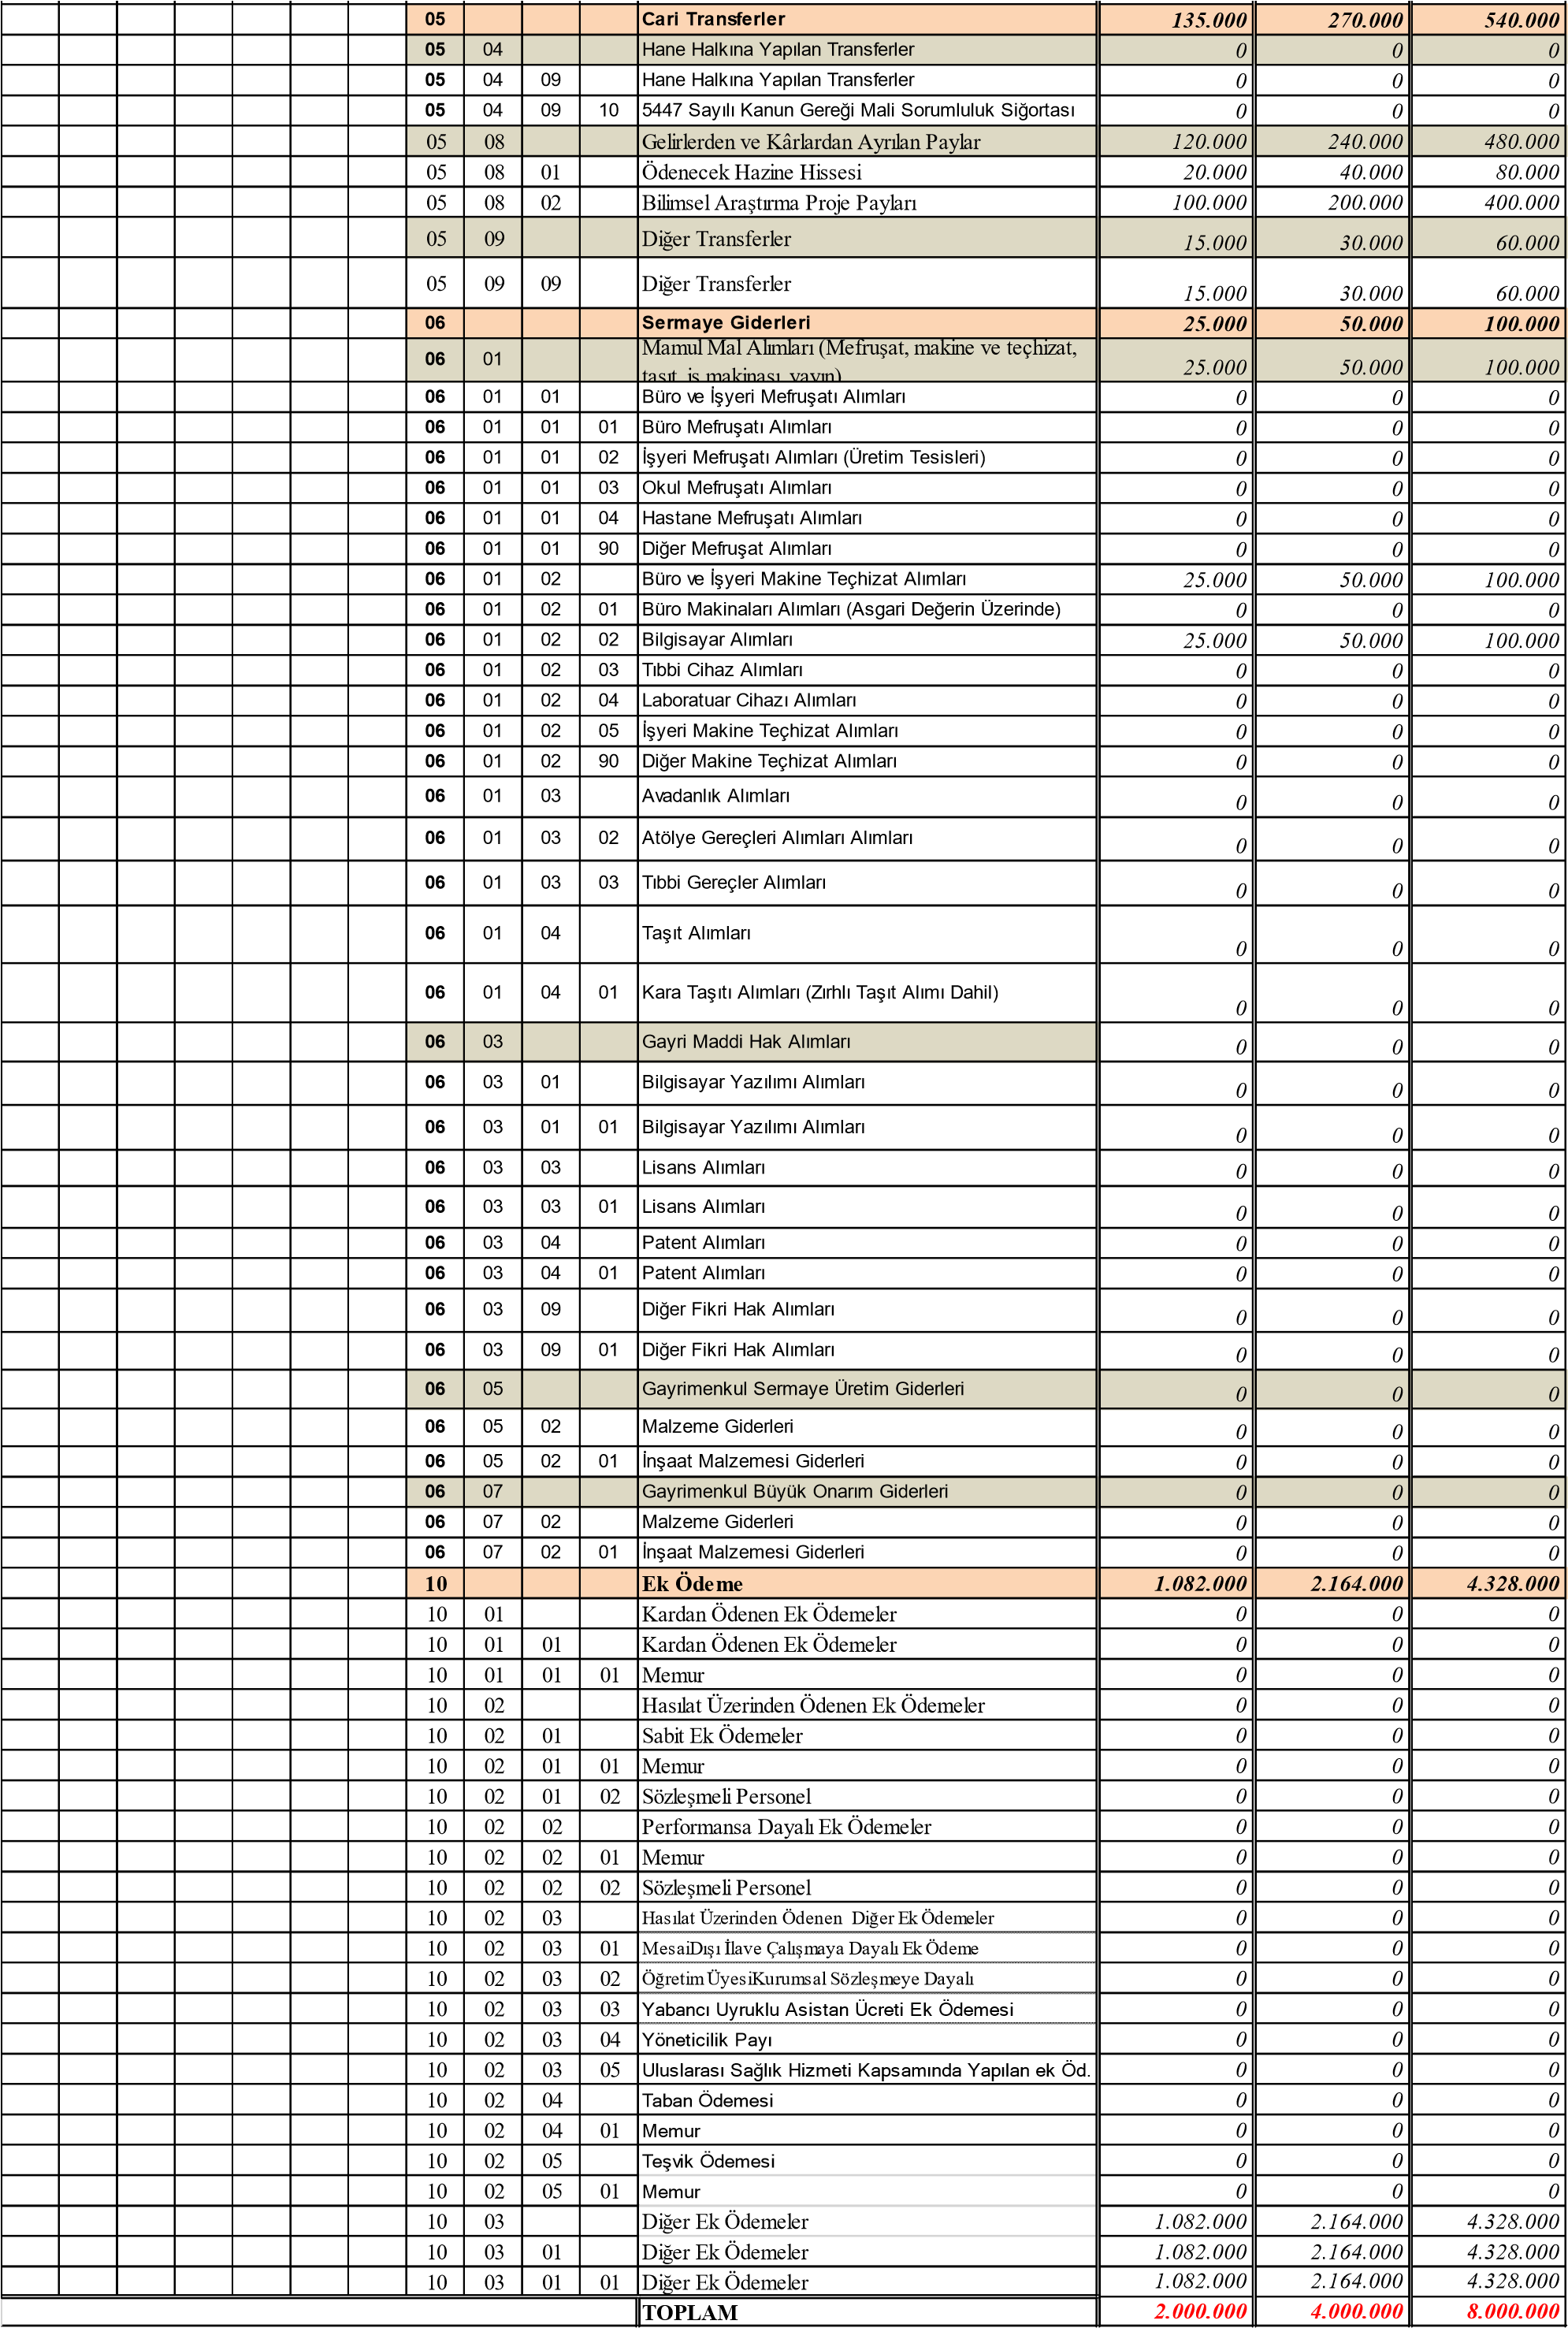 05 Cari Transferler 135.000 270.000 540.000
05 04 Hane Halkına Yapılan Transferler 0 0 0
05 04 09 Hane Halkına Yapılan Transferler 0 0 0
05 04 09 10 5447 Sayılı Kanun Gereği Mali Sorumluluk Siğortası 0 0 0
05 08 Gelirlerden ve Kârlardan Ayrılan Paylar 120.000 240.000 480.000
05 08 01 Ödenecek Hazine Hissesi 20.000 40.000 80.000
05 08 02 Bilimsel Araştırma Proje Payları 100.000 200.000 400.000
05 09 Diğer Transferler 15.000 30.000 60.000
05 09 09 Diğer Transferler 15.000 30.000 60.000
06 Sermaye Giderleri 25.000 50.000 100.000
06 01 Mamul Mal Alımları (Mefruşat, makine ve teçhizat,
taşıt, iş makinası, yayın) 25.000 50.000 100.000
06 01 01 Büro ve İşyeri Mefruşatı Alımları 0 0 0
06 01 01 01 Büro Mefruşatı Alımları 0 0 0
06 01 01 02 İşyeri Mefruşatı Alımları (Üretim Tesisleri) 0 0 0
06 01 01 03 Okul Mefruşatı Alımları 0 0 0
06 01 01 04 Hastane Mefruşatı Alımları 0 0 0
06 01 01 90 Diğer Mefruşat Alımları 0 0 0
06 01 02 Büro ve İşyeri Makine Teçhizat Alımları 25.000 50.000 100.000
06 01 02 01 Büro Makinaları Alımları (Asgari Değerin Üzerinde) 0 0 0
06 01 02 02 Bilgisayar Alımları 25.000 50.000 100.000
06 01 02 03 Tıbbi Cihaz Alımları 0 0 0
06 01 02 04 Laboratuar Cihazı Alımları 0 0 0
06 01 02 05 İşyeri Makine Teçhizat Alımları 0 0 0
06 01 02 90 Diğer Makine Teçhizat Alımları 0 0 0
06 01 03 Avadanlık Alımları 0 0 0
06 01 03 02 Atölye Gereçleri Alımları Alımları 0 0 0
06 01 03 03 Tıbbi Gereçler Alımları 0 0 0
06 01 04 Taşıt Alımları 0 0 0
06 01 04 01 Kara Taşıtı Alımları (Zırhlı Taşıt Alımı Dahil) 0 0 0
06 03 Gayri Maddi Hak Alımları 0 0 0
06 03 01 Bilgisayar Yazılımı Alımları 0 0 0
06 03 01 01 Bilgisayar Yazılımı Alımları 0 0 0
06 03 03 Lisans Alımları 0 0 0
06 03 03 01 Lisans Alımları 0 0 0
06 03 04 Patent Alımları 0 0 0
06 03 04 01 Patent Alımları 0 0 0
06 03 09 Diğer Fikri Hak Alımları 0 0 0
06 03 09 01 Diğer Fikri Hak Alımları 0 0 0
06 05 Gayrimenkul Sermaye Üretim Giderleri 0 0 0
06 05 02 Malzeme Giderleri 0 0 0
06 05 02 01 İnşaat Malzemesi Giderleri 0 0 0
06 07 Gayrimenkul Büyük Onarım Giderleri 0 0 0
06 07 02 Malzeme Giderleri 0 0 0
06 07 02 01 İnşaat Malzemesi Giderleri 0 0 0
10 Ek Ödeme 1.082.000 2.164.000 4.328.000
10 01 Kardan Ödenen Ek Ödemeler 0 0 0
10 01 01 Kardan Ödenen Ek Ödemeler 0 0 0
10 01 01 01 Memur 0 0 0
10 02 Hasılat Üzerinden Ödenen Ek Ödemeler 0 0 0
10 02 01 Sabit Ek Ödemeler 0 0 0
10 02 01 01 Memur 0 0 0
10 02 01 02 Sözleşmeli Personel 0 0 0
10 02 02 Performansa Dayalı Ek Ödemeler 0 0 0
10 02 02 01 Memur 0 0 0
10 02 02 02 Sözleşmeli Personel 0 0 0
10 02 03 Hasılat Üzerinden Ödenen Diğer Ek Ödemeler 0 0 0
10 02 03 01 MesaiDışı İlave Çalışmaya Dayalı Ek Ödeme 0 0 0
10 02 03 02 Öğretim ÜyesiKurumsal Sözleşmeye Dayalı 0 0 0
10 02 03 03 Yabancı Uyruklu Asistan Ücreti Ek Ödemesi 0 0 0
10 02 03 04 Yöneticilik Payı 0 0 0
10 02 03 05 Uluslarası Sağlık Hizmeti Kapsamında Yapılan ek Öd. 0 0 0
10 02 04 Taban Ödemesi 0 0 0
10 02 04 01 Memur 0 0 0
10 02 05 Teşvik Ödemesi 0 0 0
10 02 05 01 Memur 0 0 0
10 03 Diğer Ek Ödemeler 1.082.000 2.164.000 4.328.000
10 03 01 Diğer Ek Ödemeler 1.082.000 2.164.000 4.328.000
10 03 01 01 Diğer Ek Ödemeler 1.082.000 2.164.000 4.328.000
TOPLAM 2.000.000 4.000.000 8.000.000